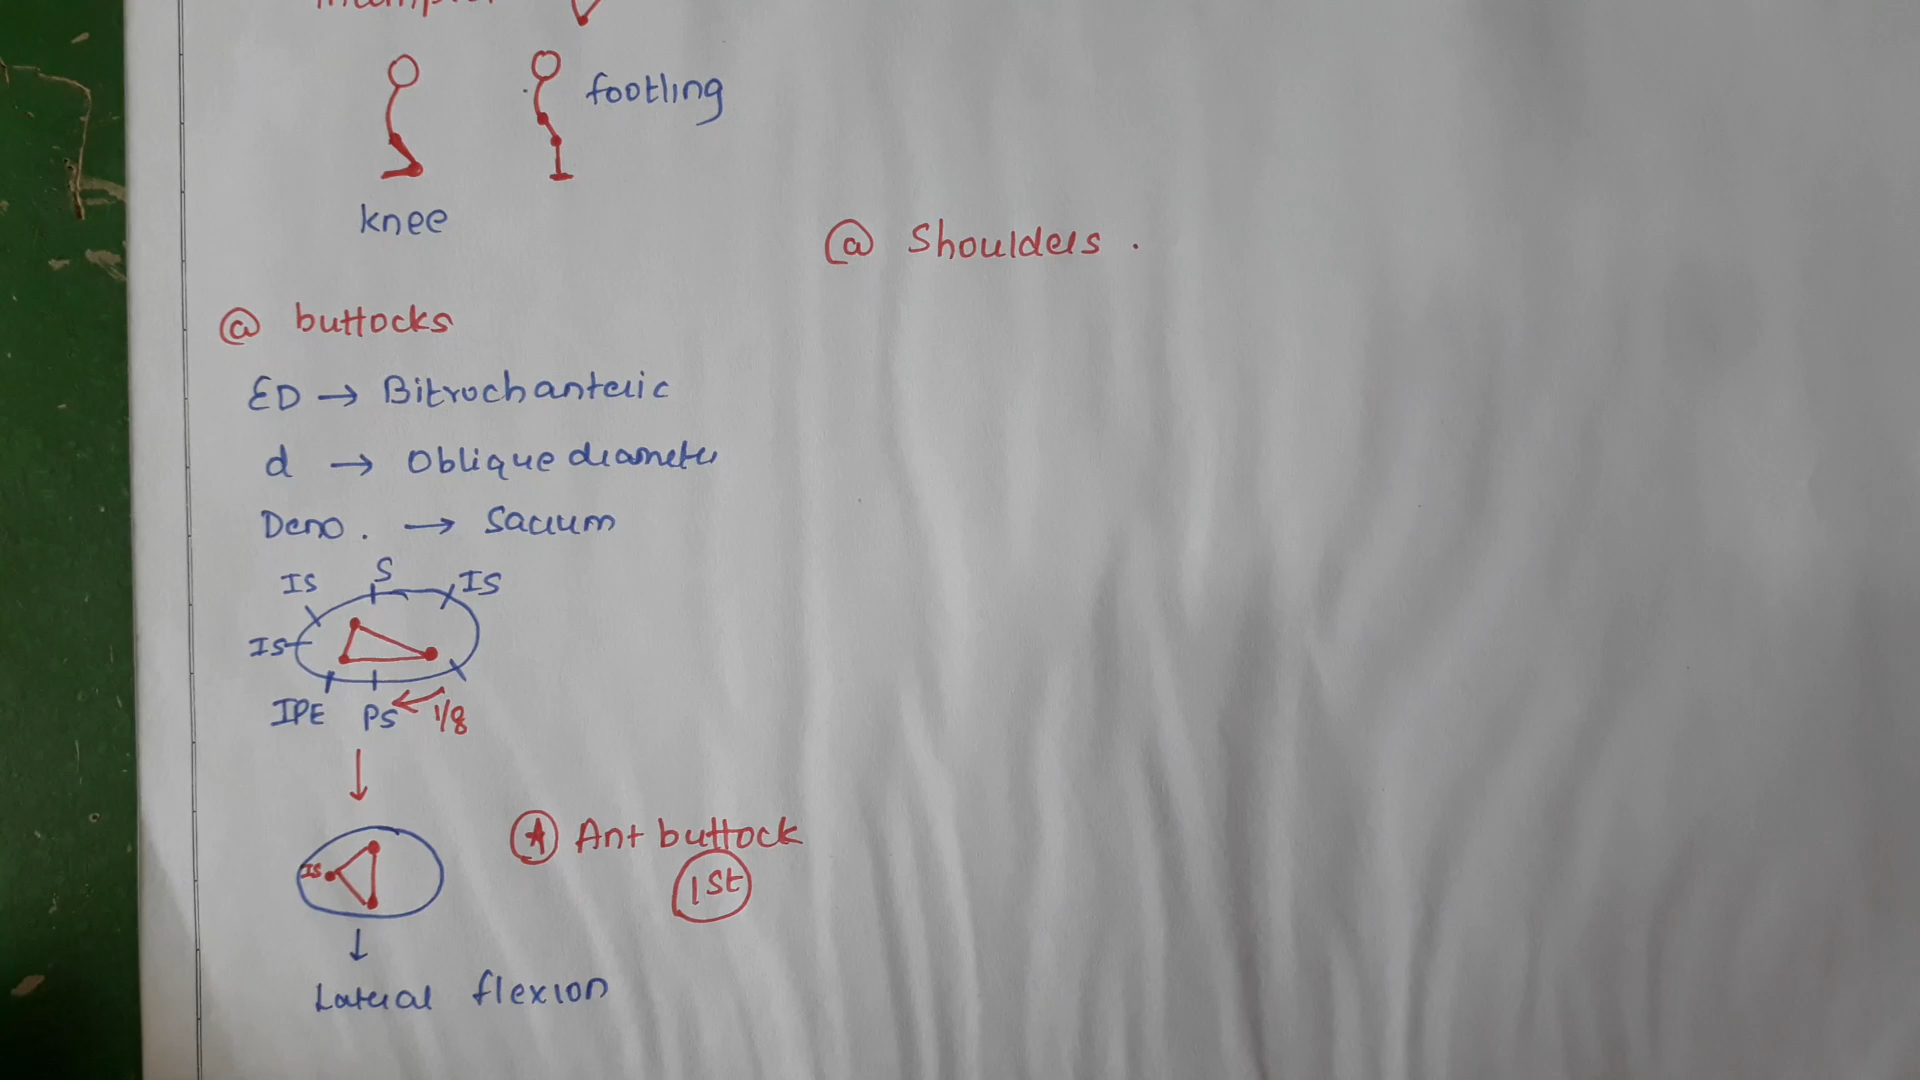 footling
knee
@ Shoulders .
@ buttocks
ED → Bitrochanteric
d → Oblique diameter
Deno . → Sacrum
IS S IS
IS
IPE PS ← 1/8
↓
IS
Ant buttock
1st
↓
Lateral flexion